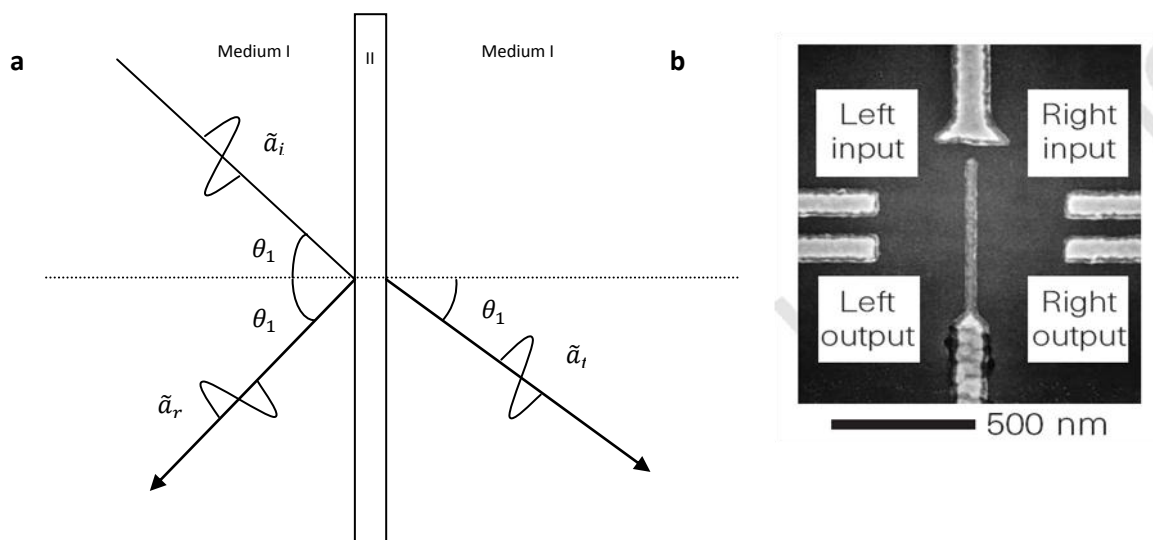 a
Medium I
II
Medium I
b
ã_i
θ_1
θ_1
θ_1
ã_r
ã_t
Left
input
Right
input
Left
output
Right
output
500 nm